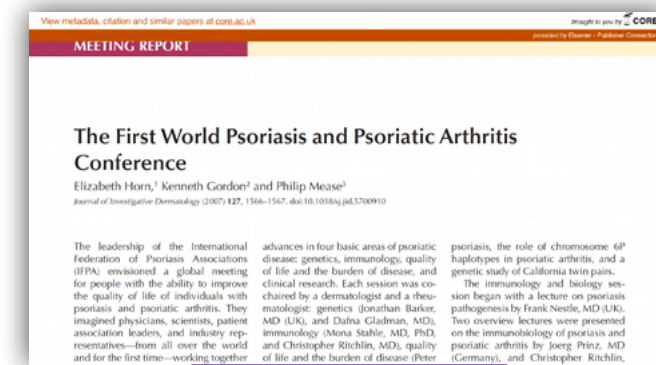 View metadata, citation and similar papers at core.ac.uk
brought to you by CORE
provided by Elsevier - Publisher Connector
MEETING REPORT
The First World Psoriasis and Psoriatic Arthritis
Conference
Elizabeth Horn,¹ Kenneth Gordon² and Philip Mease³
Journal of Investigative Dermatology (2007) 127, 1566–1567. doi:10.1038/sj.jid.5700910
The leadership of the International
Federation of Psoriasis Associations
(IFPA) envisioned a global meeting
for people with the ability to improve
the quality of life of individuals with
psoriasis and psoriatic arthritis. They
imagined physicians, scientists, patient
association leaders, and industry rep-
resentatives—from all over the world
and for the first time—working together
advances in four basic areas of psoriatic
disease: genetics, immunology, quality
of life and the burden of disease, and
clinical research. Each session was co-
chaired by a dermatologist and a rheu-
matologist: genetics (Jonathan Barker,
MD (UK), and Dafna Gladman, MD),
immunology (Mona Stahle, MD, PhD,
and Christopher Ritchlin, MD), quality
of life and the burden of disease (Peter
psoriasis, the role of chromosome 6P
haplotypes in psoriatic arthritis, and a
genetic study of California twin pairs.
The immunology and biology ses-
sion began with a lecture on psoriasis
pathogenesis by Frank Nestle, MD (UK).
Two overview lectures were presented
on the immunobiology of psoriasis and
psoriatic arthritis by Joerg Prinz, MD
(Germany), and Christopher Ritchlin,